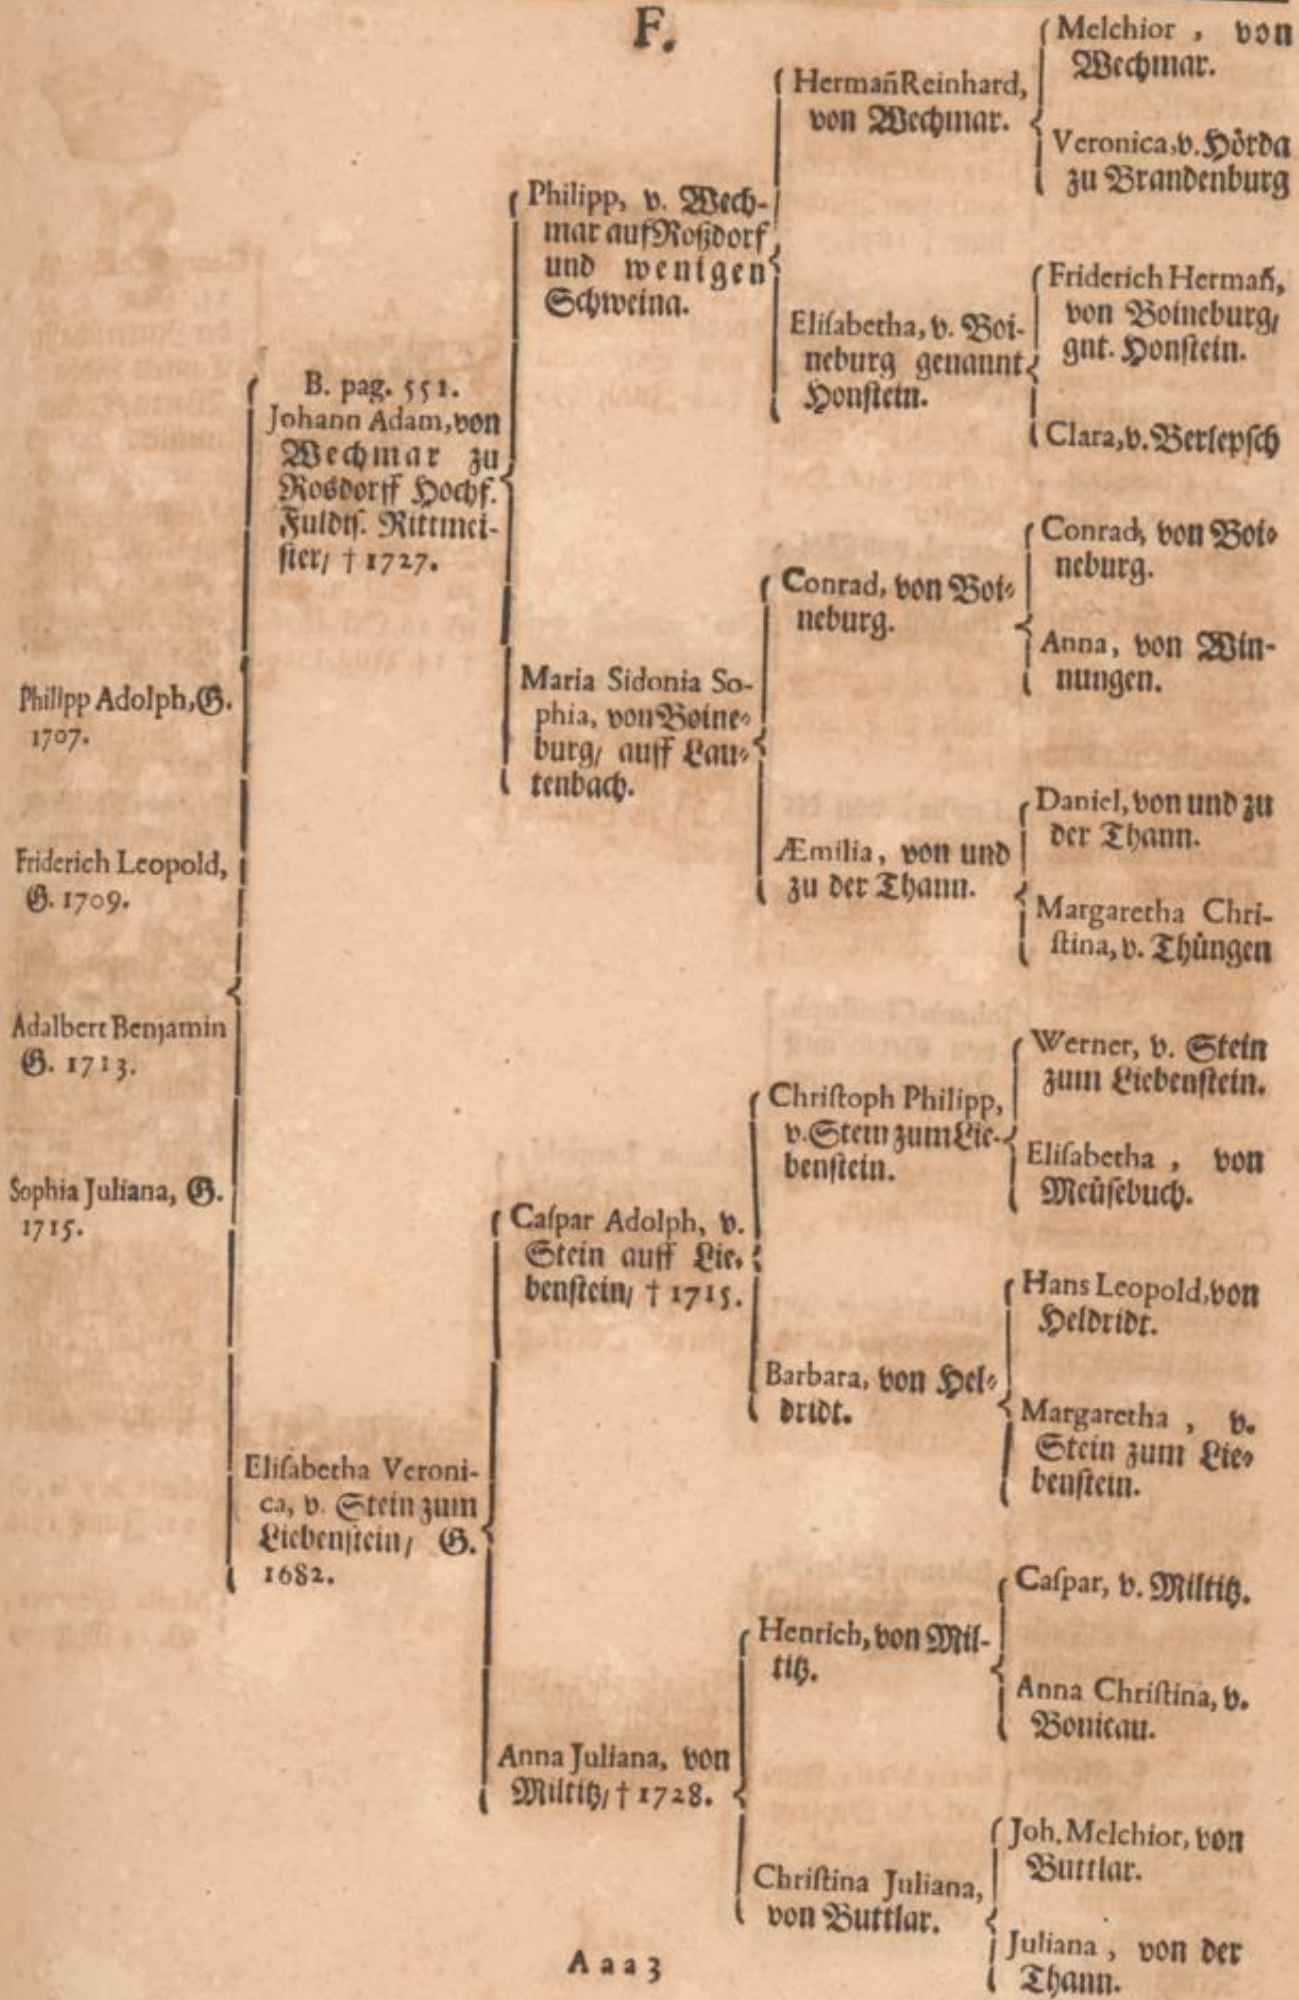 F.
Philipp Adolph, G.
1707.
Friderich Leopold,
G. 1709.
Adalbert Benjamin
G. 1713.
Sophia Juliana, G.
1715.
B. pag. 551.
Johann Adam, von
Wechmar zu
Rosdorff Hochf.
Fuldis. Rittmei-
ster/ † 1727.
Elisabetha Veroni-
ca, v. Stein zum
Liebenstein/ G.
1682.
Philipp, v. Wech-
mar auf Roßdorf
und wenigen
Schweina.
Maria Sidonia So-
phia, von Boine-
burg/ auff Lau-
tenbach.
Caspar Adolph, v.
Stein auff Lie-
benstein/ † 1715.
Anna Juliana, von
Miltitz/ † 1728.
Hermañ Reinhard,
von Wechmar.
Elisabetha, v. Boi-
neburg genannt
Honstein.
Conrad, von Boi-
neburg.
Æmilia, von und
zu der Thann.
Christoph Philipp,
v. Stein zum Lie-
benstein.
Barbara, von Hel-
dridt.
Henrich, von Mil-
titz.
Christina Juliana,
von Buttlar.
Melchior, von
Wechmar.
Veronica, v. Hörda
zu Brandenburg
Friderich Hermañ,
von Boineburg/
gnt. Honstein.
Clara, v. Berlepsch
Conrad, von Boi-
neburg.
Anna, von Win-
nungen.
Daniel, von und zu
der Thann.
Margaretha Chri-
stina, v. Thüngen
Werner, v. Stein
zum Liebenstein.
Elisabetha, von
Meüsebuch.
Hans Leopold, von
Heldridt.
Margaretha, v.
Stein zum Lie-
benstein.
Caspar, v. Miltitz.
Anna Christina, v.
Bonicau.
Joh. Melchior, von
Buttlar.
Juliana, von der
Thann.
Aaa 3